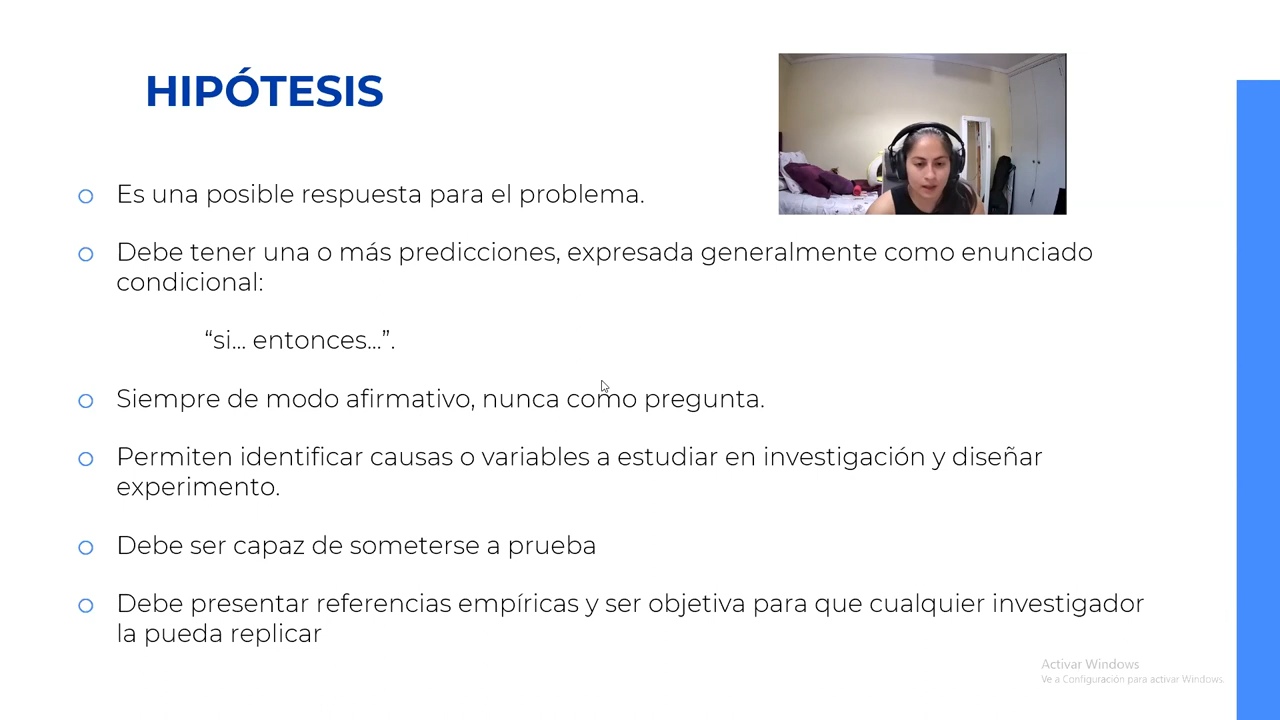 HIPÓTESIS
Es una posible respuesta para el problema.
Debe tener una o más predicciones, expresada generalmente como enunciado
condicional:
“si... entonces...”.
Siempre de modo afirmativo, nunca como pregunta.
Permiten identificar causas o variables a estudiar en investigación y diseñar
experimento.
Debe ser capaz de someterse a prueba
Debe presentar referencias empíricas y ser objetiva para que cualquier investigador
la pueda replicar
Activar Windows
Ve a Configuración para activar Windows.